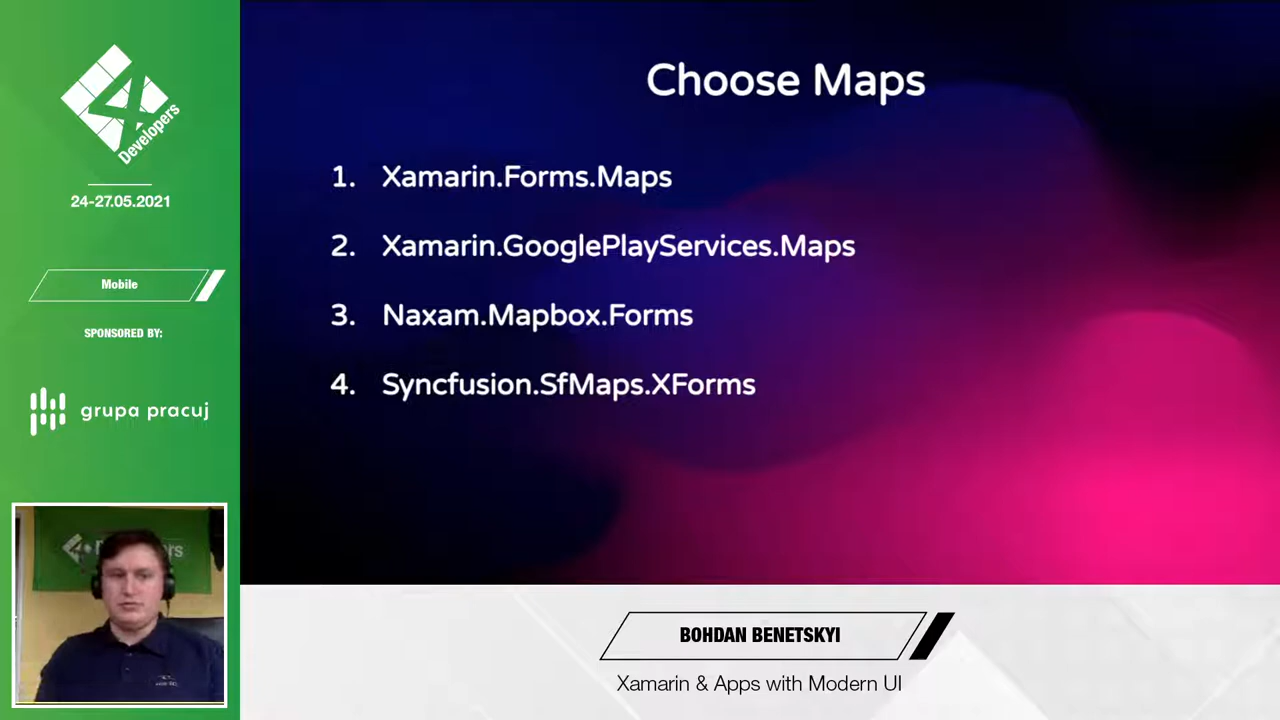 4
Developers
24-27.05.2021
Mobile
SPONSORED BY:
grupa pracuj
Choose Maps
1. Xamarin.Forms.Maps
2. Xamarin.GooglePlayServices.Maps
3. Naxam.Mapbox.Forms
4. Syncfusion.SfMaps.XForms
BOHDAN BENETSKYI
Xamarin & Apps with Modern UI